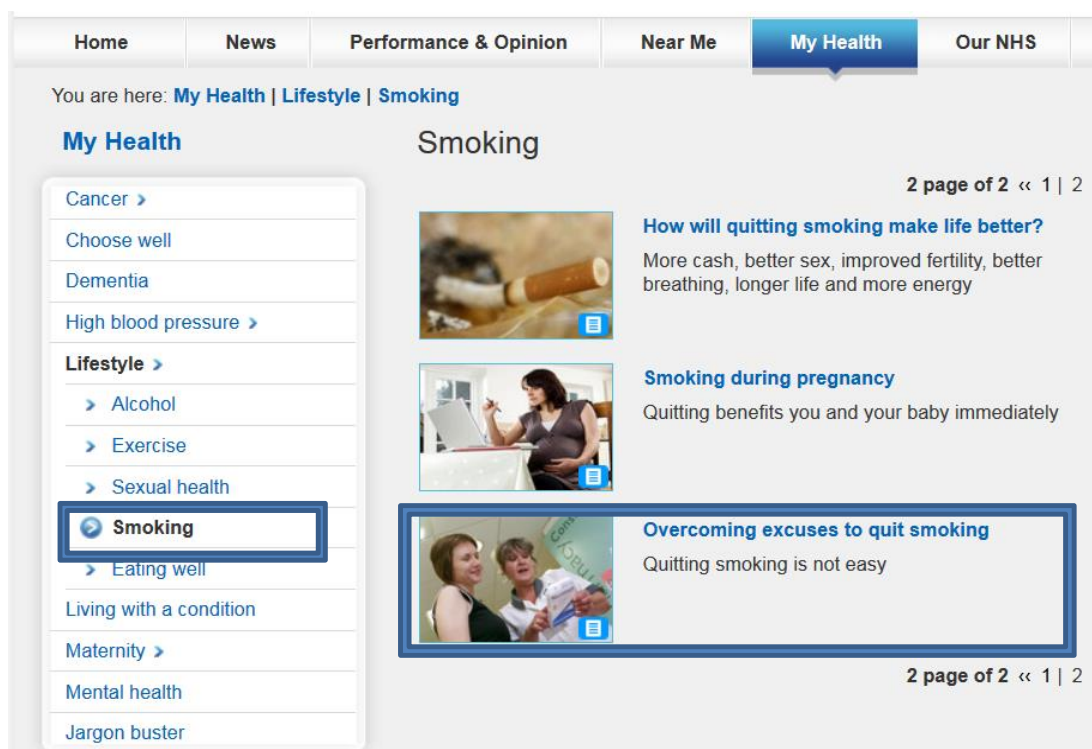 Home News Performance & Opinion Near Me My Health Our NHS
You are here: My Health | Lifestyle | Smoking
My Health
Cancer
Choose well
Dementia
High blood pressure
Lifestyle
Alcohol
Exercise
Sexual health
Smoking
Eating well
Living with a condition
Maternity
Mental health
Jargon buster
Smoking
2 page of 2 « 1 | 2
How will quitting smoking make life better?
More cash, better sex, improved fertility, better
breathing, longer life and more energy
Smoking during pregnancy
Quitting benefits you and your baby immediately
Overcoming excuses to quit smoking
Quitting smoking is not easy
2 page of 2 « 1 | 2